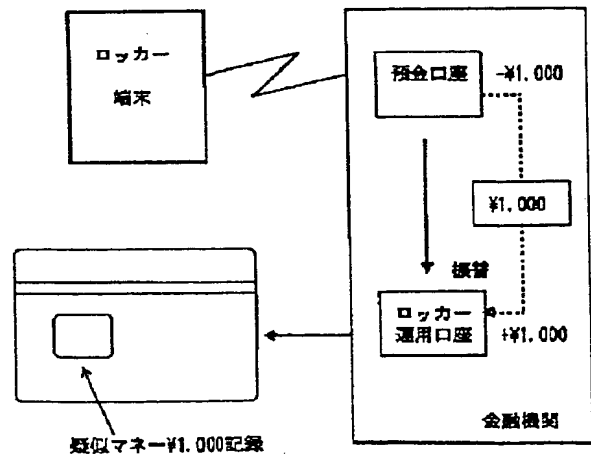 ロッカー
端末
預金口座
-¥1.000
¥1.000
振替
ロッカー
運用口座
+¥1.000
金融機関
疑似マネー¥1.000記録